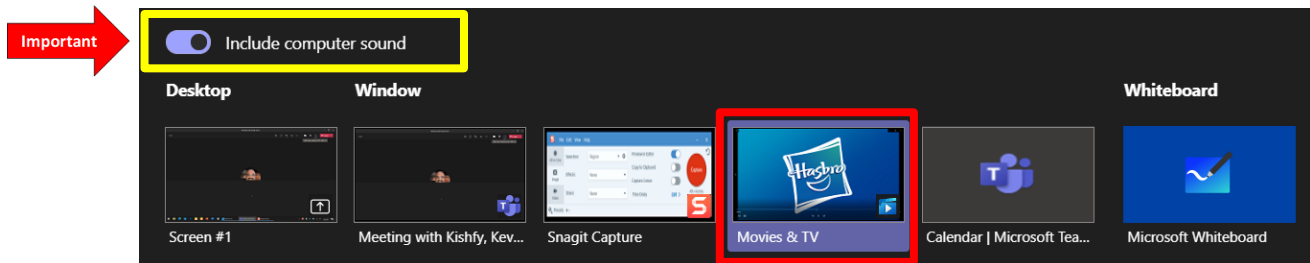 Important
Include computer sound
Desktop
Window
Whiteboard
Hasbro
Screen #1
Meeting with Kishfy, Kev...
Snagit Capture
Movies & TV
Calendar | Microsoft Tea...
Microsoft Whiteboard